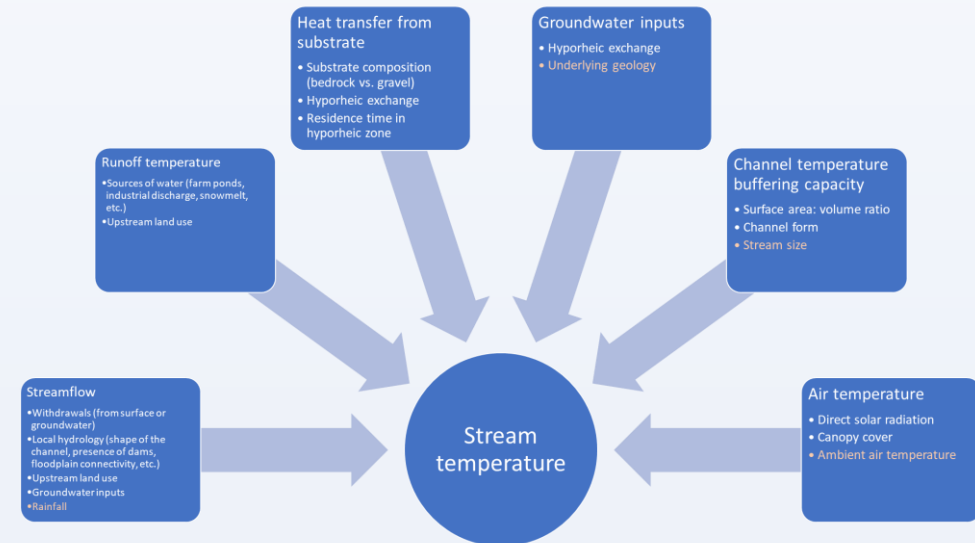 Heat transfer from
substrate
• Substrate composition
(bedrock vs. gravel)
• Hyporheic exchange
• Residence time in
hyporheic zone
Groundwater inputs
• Hyporheic exchange
• Underlying geology
Runoff temperature
•Sources of water (farm ponds,
industrial discharge, snowmelt,
etc.)
•Upstream land use
Channel temperature
buffering capacity
• Surface area: volume ratio
• Channel form
• Stream size
Streamflow
•Withdrawals (from surface or
groundwater)
•Local hydrology (shape of the
channel, presence of dams,
floodplain connectivity, etc.)
•Upstream land use
•Groundwater inputs
•Rainfall
Stream
temperature
Air temperature
• Direct solar radiation
• Canopy cover
• Ambient air temperature